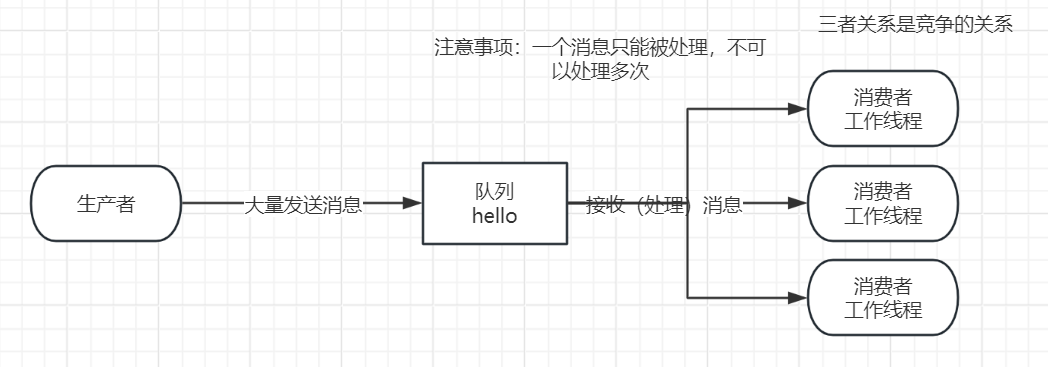 三者关系是竞争的关系
注意事项：一个消息只能被处理，不可
以处理多次
消费者
工作线程
生产者
大量发送消息
队列
hello
接收（处理）消息
消费者
工作线程
消费者
工作线程